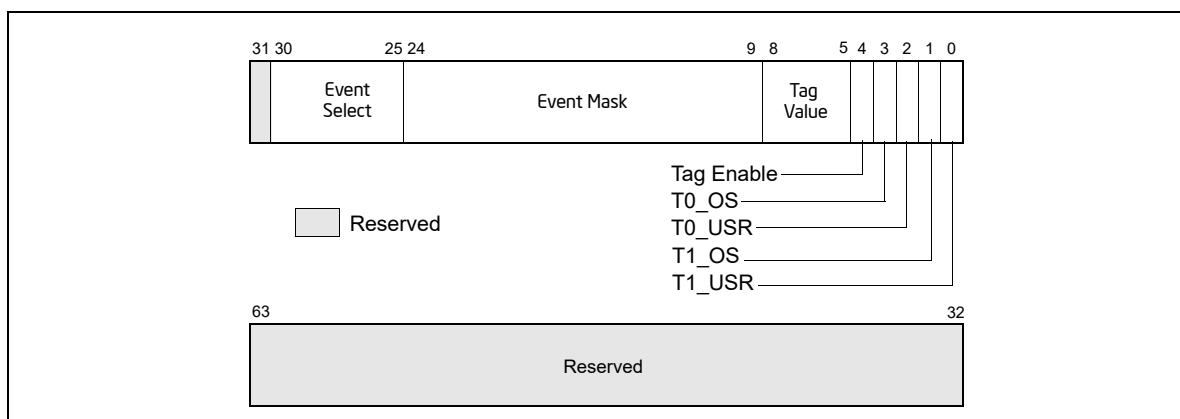 31 30 25 24 9 8 5 4 3 2 1 0
Event Select
Event Mask
Tag Value
Tag Enable
T0_OS
T0_USR
T1_OS
T1_USR
Reserved
63 32
Reserved